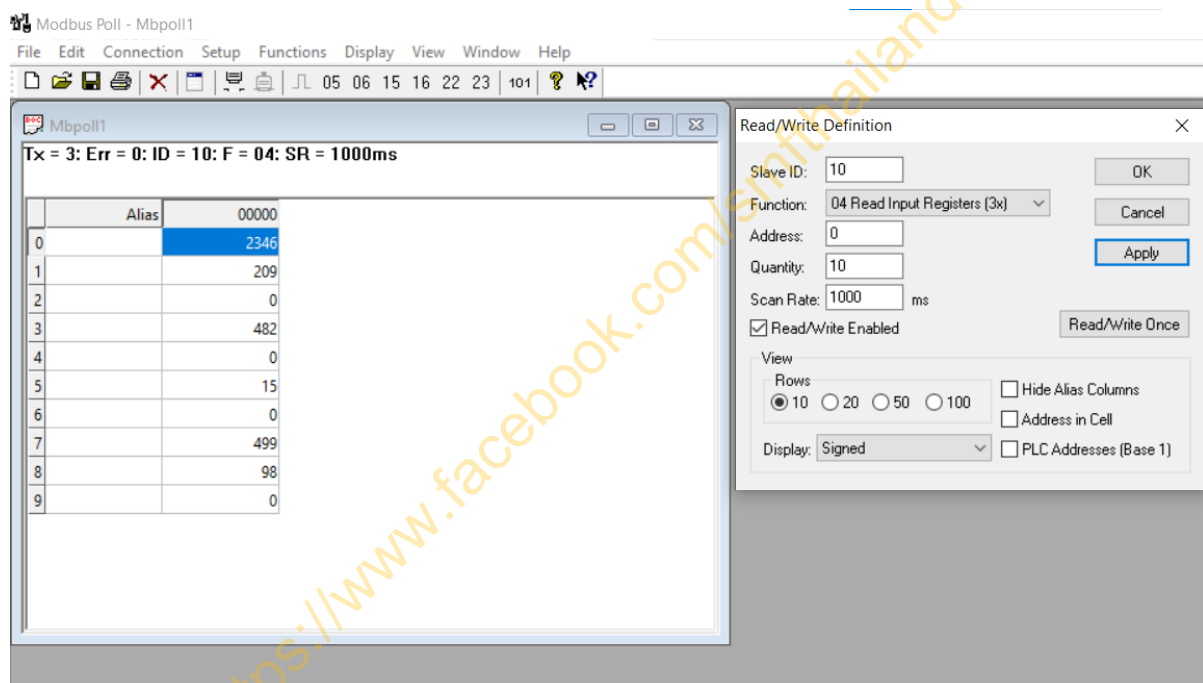 Modbus Poll - Mbpoll1
File Edit Connection Setup Functions Display View Window Help
05 06 15 16 22 23 101
Mbpoll1
Tx = 3: Err = 0: ID = 10: F = 04: SR = 1000ms
Alias 00000
0 2346
1 209
2 0
3 482
4 0
5 15
6 0
7 499
8 98
9 0
Read/Write Definition
Slave ID: 10 OK
Function: 04 Read Input Registers (3x) Cancel
Address: 0
Apply
Quantity: 10
Scan Rate: 1000 ms
Read/Write Enabled Read/Write Once
View
Rows
10 20 50 100
Hide Alias Columns
Address in Cell
Display: Signed
PLC Addresses (Base 1)